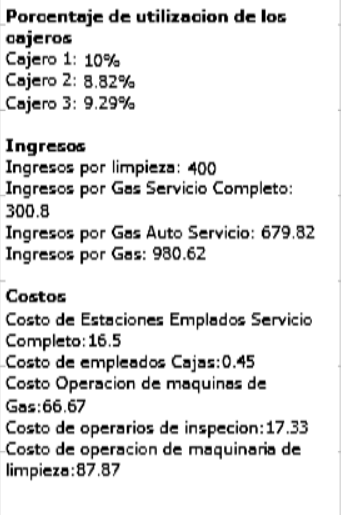 Porcentaje de utilizacion de los
cajeros
Cajero 1: 10%
Cajero 2: 8.82%
Cajero 3: 9.29%
Ingresos
Ingresos por limpieza: 400
Ingresos por Gas Servicio Completo:
300.8
Ingresos por Gas Auto Servicio: 679.82
Ingresos por Gas: 980.62
Costos
Costo de Estaciones Emplados Servicio
Completo:16.5
Costo de empleados Cajas:0.45
Costo Operacion de maquinas de
Gas:66.67
Costo de operarios de inspecion:17.33
Costo de operacion de maquinaria de
limpieza:87.87